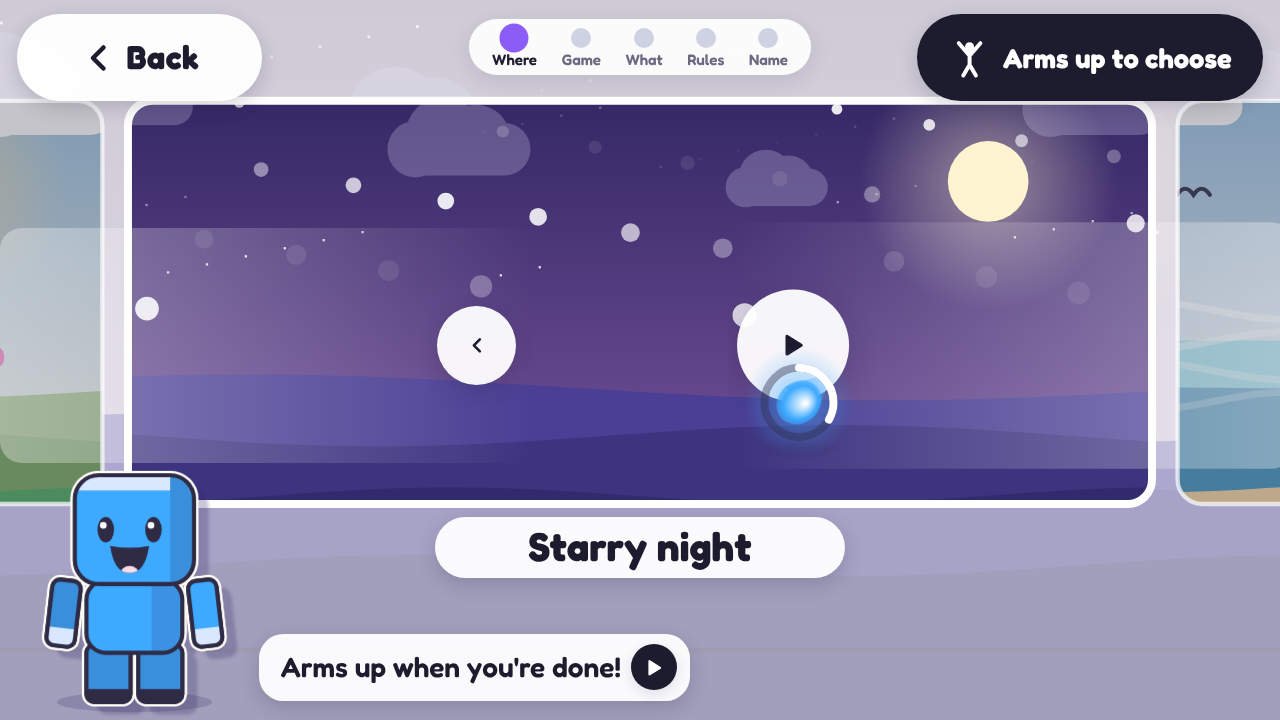 Back
Where
Game
What
Rules
Name
Arms up to choose
Starry night
Arms up when you're done!